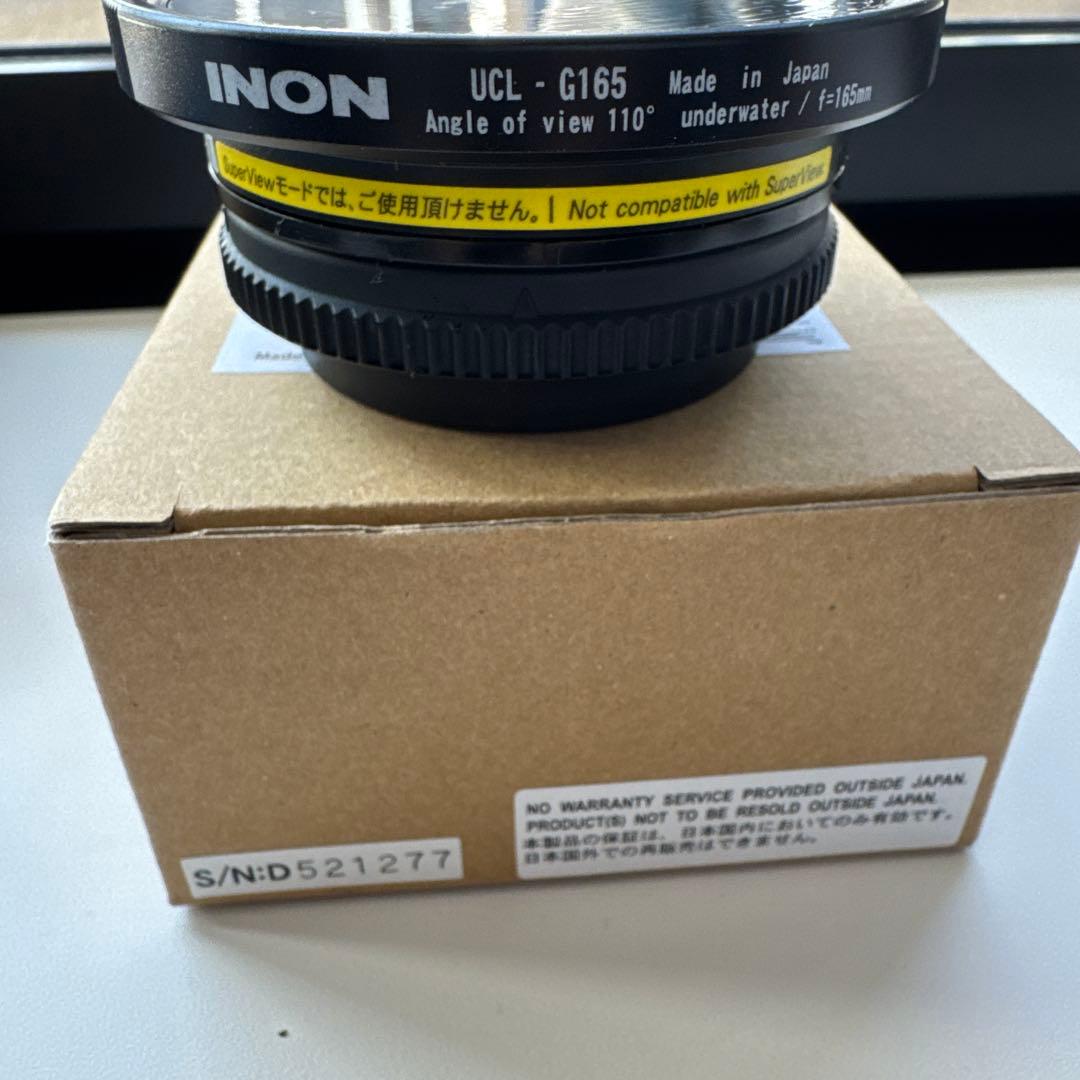 INON
UCL - G165 Made in Japan
Angle of view 110° underwater / f=165mm
SuperViewモードでは、ご使用頂けません。 | Not compatible with SuperView.
Made
NO WARRANTY SERVICE PROVIDED OUTSIDE JAPAN.
PRODUCT(S) NOT TO BE RESOLD OUTSIDE JAPAN.
本製品の保証は、日本国内においてのみ有効です。
日本国外での再販売はできません。
S/N:D521277